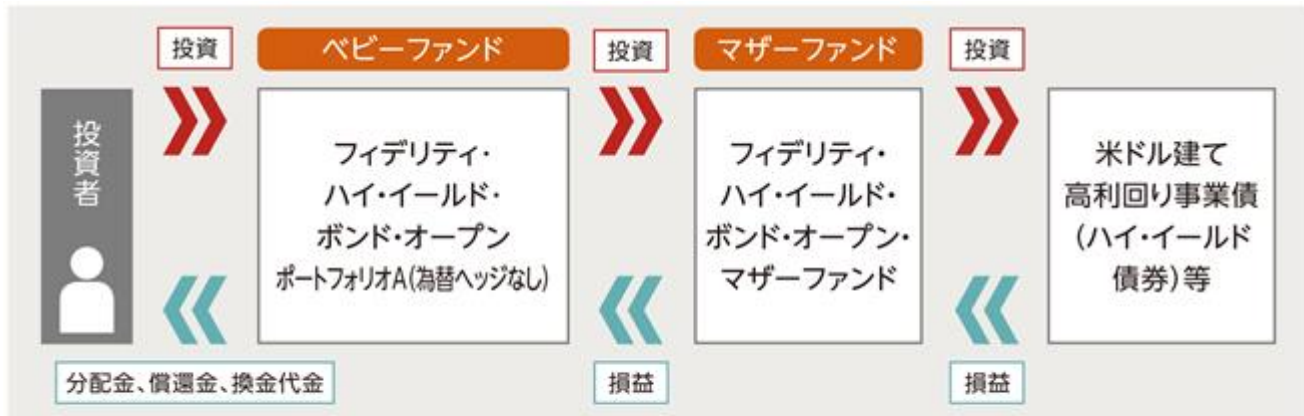 投資
ベビーファンド
投資
マザーファンド
投資
投資者
フィデリティ・
ハイ・イールド・
ボンド・オープン
ポートフォリオA(為替ヘッジなし)
フィデリティ・
ハイ・イールド・
ボンド・オープン・
マザーファンド
米ドル建て
高利回り事業債
(ハイ・イールド
債券)等
分配金、償還金、換金代金
損益
損益